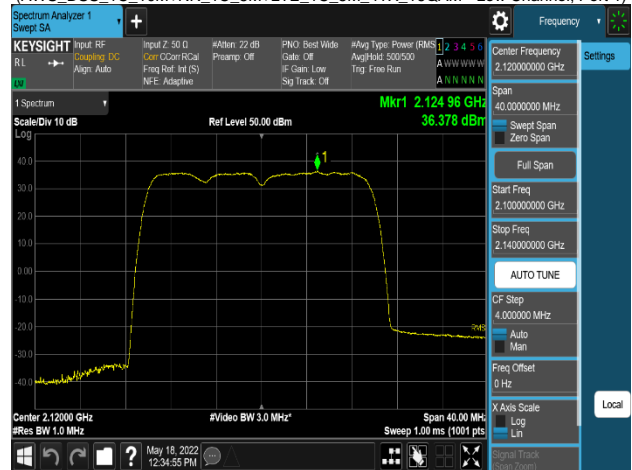 Spectrum Analyzer 1
Swept SA
Frequency
KEYSIGHT
RL
Align: Auto
Input: RF
Coupling: DC
Input Z: 50 Ω
Corr CCorr RCal
Freq Ref: Int (S)
NFE: Adaptive
#Atten: 22 dB
Preamp: Off
PNO: Best Wide
Gate: Off
IF Gain: Low
Sig Track: Off
#Avg Type: Power (RMS
Avg|Hold: 500/500
Trig: Free Run
1 2 3 4 5 6
A W W W W W
A N N N N N
LW
1 Spectrum
Mkr1 2.124 96 GHz
36.378 dBm
Scale/Div 10 dB
Ref Level 50.00 dBm
Log
1
40.0
30.0
20.0
10.0
0.00
-10.0
-20.0
-30.0
-40.0
RMS
Center 2.12000 GHz
#Video BW 3.0 MHz*
Span 40.00 MHz
#Res BW 1.0 MHz
Sweep 1.00 ms (1001 pts
May 18, 2022
12:34:55 PM
?
Center Frequency
2.120000000 GHz
Settings
Span
40.0000000 MHz
Swept Span
Zero Span
Full Span
Start Freq
2.100000000 GHz
Stop Freq
2.140000000 GHz
AUTO TUNE
CF Step
4.000000 MHz
Auto
Man
Freq Offset
0 Hz
X Axis Scale
Log
Lin
Local
Signal Track
(Span Zoom)